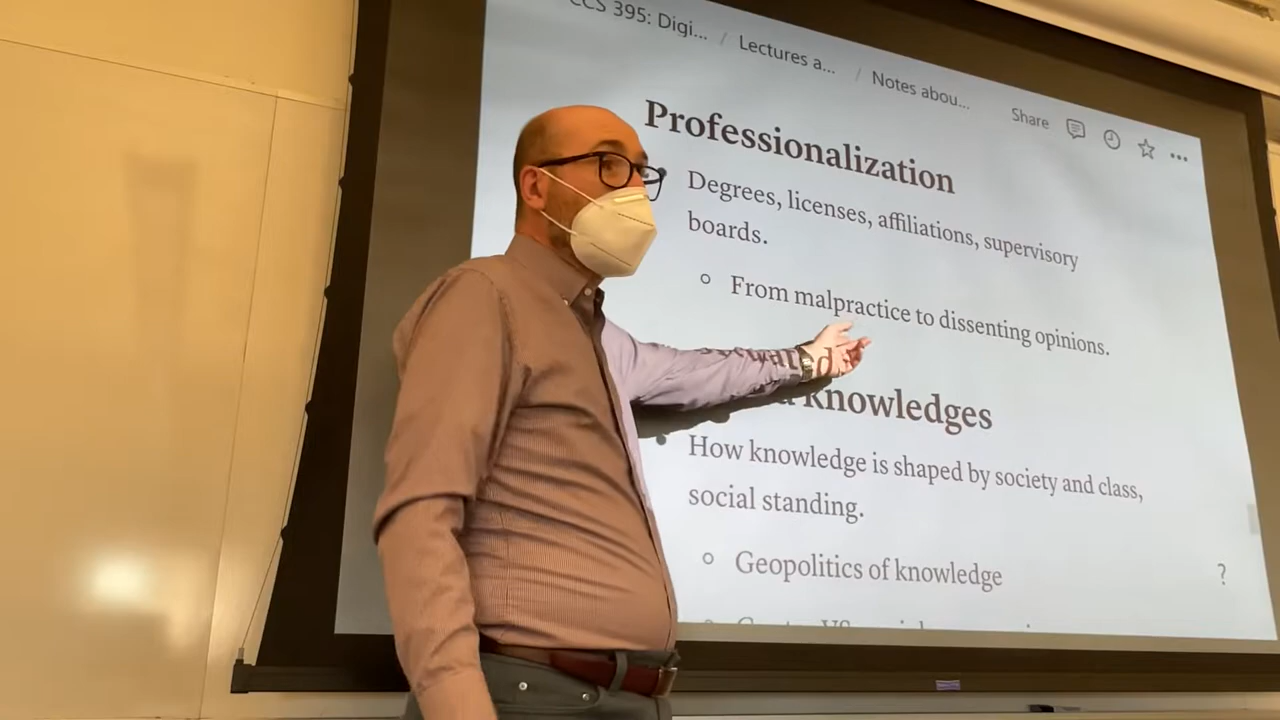 CCS 395: Digi... / Lectures a... / Notes abou...
Share
Professionalization
Degrees, licenses, affiliations, supervisory
boards.
From malpractice to dissenting opinions.
knowledges
How knowledge is shaped by society and class,
social standing.
Geopolitics of knowledge
?